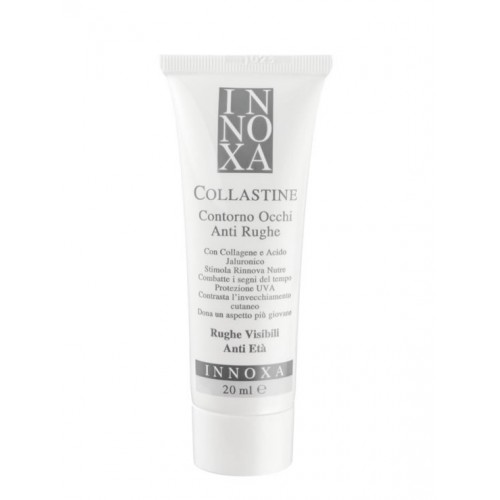 IN
NO
XA
COLLASTINE
Contorno Occhi
Anti Rughe
Con Collagene e Acido
Jaluronico
Stimola Rinnova Nutre
Combatte i segni del tempo
Protezione UVA
Contrasta l'invecchiamento
cutaneo
Dona un aspetto più giovane
Rughe Visibili
Anti Età
INNOXA
20 ml e